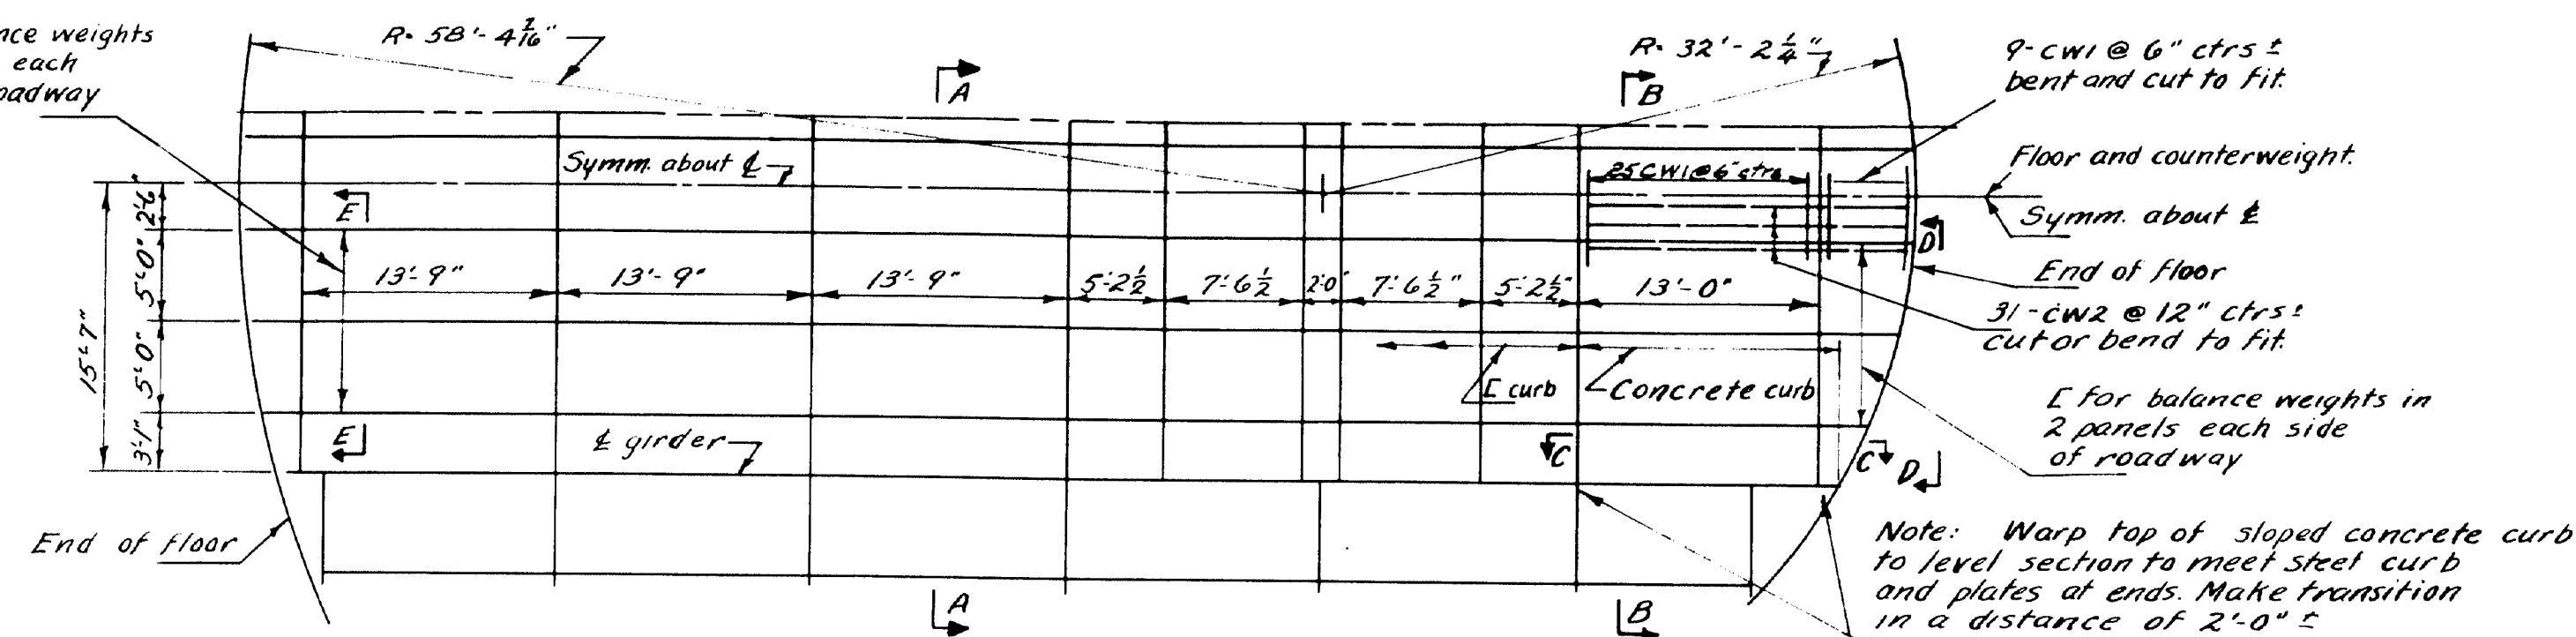 nce weights
each
oadway
R= 58'-4 7/16"
A
R= 32'-2 1/4"
B
9-CW1 @ 6" ctrs ±
bent and cut to fit.
Symm. about ℄
25 CW1 @ 6" ctrs
Floor and counterweight.
Symm. about ℄
E
D
2'-6"
5'-0"
5'-0"
3'-1"
15'-7"
13'-9"
13'-9"
13'-9"
5'-2 1/2
7'-6 1/2
2'-0"
7'-6 1/2"
5'-2 1/2"
13'-0"
End of floor
31-CW2 @ 12" ctrs ±
cut or bend to fit.
[ curb
Concrete curb
[ for balance weights in
2 panels each side
of roadway
E
℄ girder
C
C
D
End of floor
Note: Warp top of sloped concrete curb
to level section to meet steel curb
and plates at ends. Make transition
in a distance of 2'-0" ±
A
B